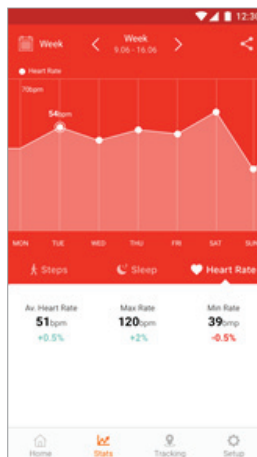 12:30
Week
Week
9.06 - 16.06
Heart Rate
70bpm
54bpm
MON TUE WED THU FRI SAT SUN
Steps Sleep Heart Rate
Av. Heart Rate Max Rate Min Rate
51bpm 120bpm 39bmp
+0.5% +2% -0.5%
Home Stats Tracking Setup